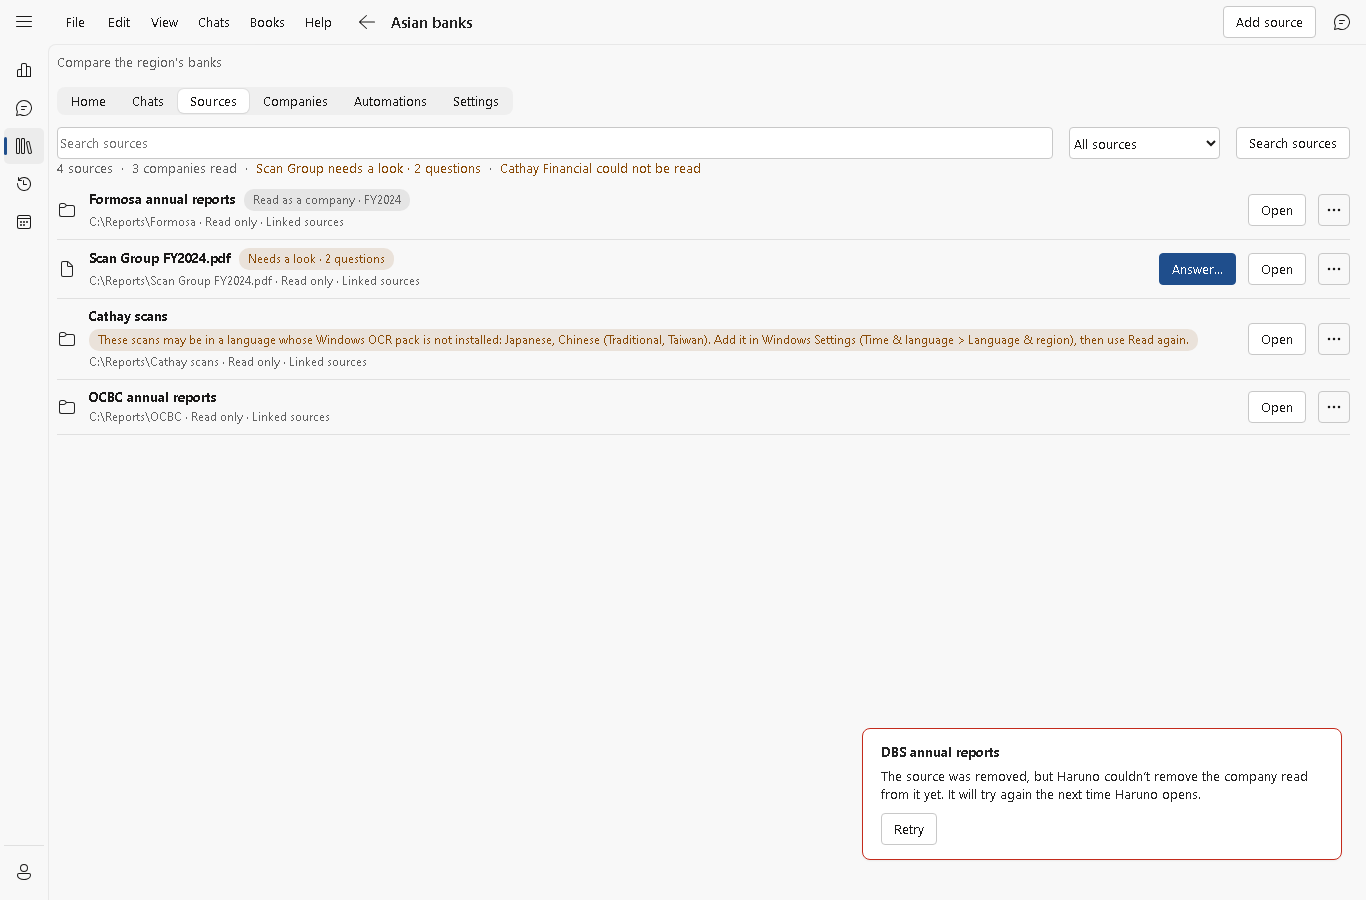 File Edit View Chats Books Help Asian banks Add source
Compare the region's banks
Home Chats Sources Companies Automations Settings
Search sources All sources Search sources
4 sources · 3 companies read · Scan Group needs a look · 2 questions · Cathay Financial could not be read
Formosa annual reports Read as a company · FY2024
C:\Reports\Formosa · Read only · Linked sources
Open ...
Scan Group FY2024.pdf Needs a look · 2 questions
C:\Reports\Scan Group FY2024.pdf · Read only · Linked sources
Answer... Open ...
Cathay scans
These scans may be in a language whose Windows OCR pack is not installed: Japanese, Chinese (Traditional, Taiwan). Add it in Windows Settings (Time & language > Language & region), then use Read again.
C:\Reports\Cathay scans · Read only · Linked sources
Open ...
OCBC annual reports
C:\Reports\OCBC · Read only · Linked sources
Open ...
DBS annual reports
The source was removed, but Haruno couldn't remove the company read
from it yet. It will try again the next time Haruno opens.
Retry